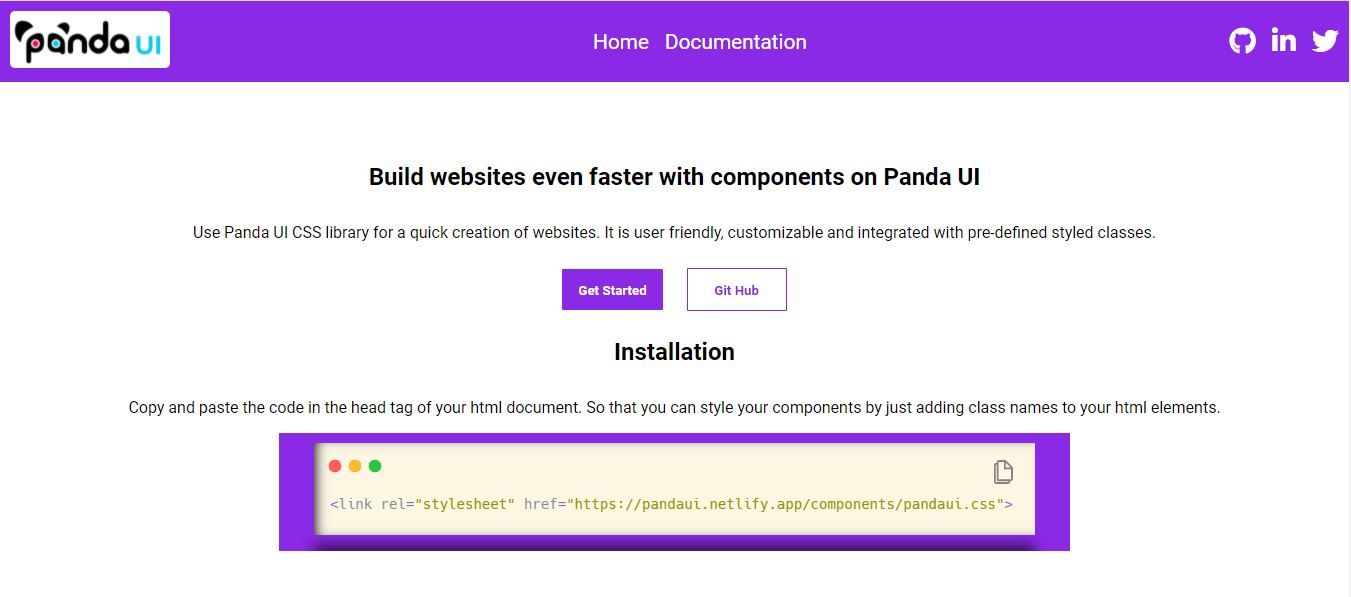 panda UI
Home Documentation
Build websites even faster with components on Panda UI
Use Panda UI CSS library for a quick creation of websites. It is user friendly, customizable and integrated with pre-defined styled classes.
Get Started Git Hub
Installation
Copy and paste the code in the head tag of your html document. So that you can style your components by just adding class names to your html elements.
<link rel="stylesheet" href="https://pandaui.netlify.app/components/pandaui.css">